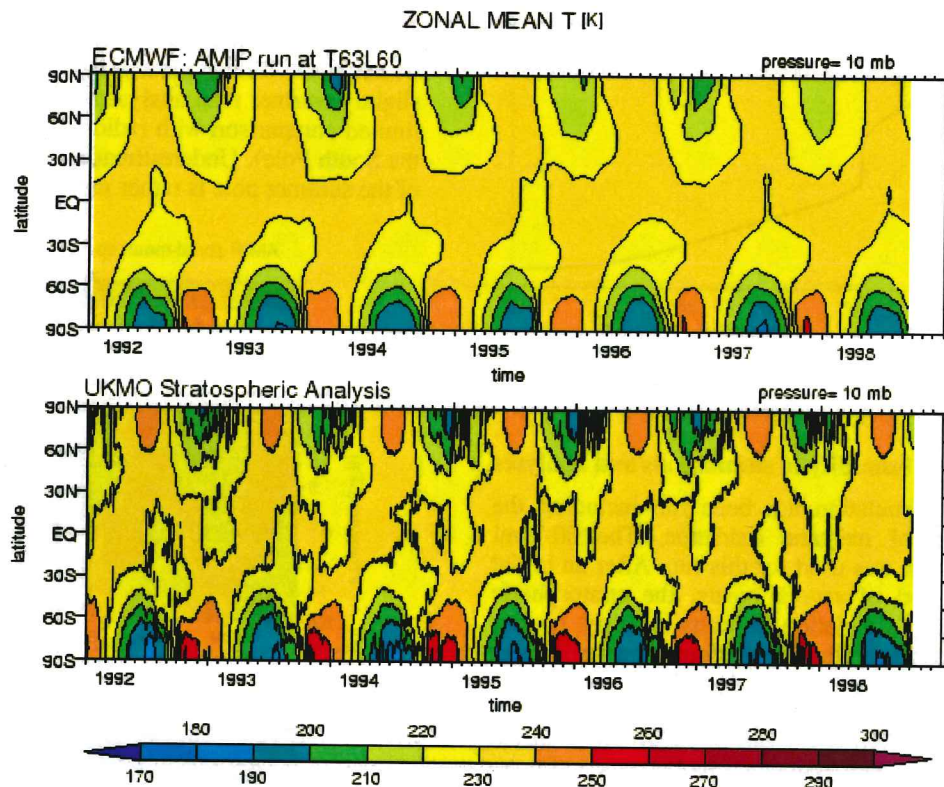 ZONAL MEAN T [K]
ECMWF: AMIP run at T63L60
pressure= 10 mb
90N
60N
30N
EQ
30S
60S
90S
latitude
1992 1993 1994 1995 1996 1997 1998
time
UKMO Stratospheric Analysis
pressure= 10 mb
90N
60N
30N
EQ
30S
60S
90S
latitude
1992 1993 1994 1995 1996 1997 1998
time
180 200 220 240 260 280 300
170 190 210 230 250 270 290